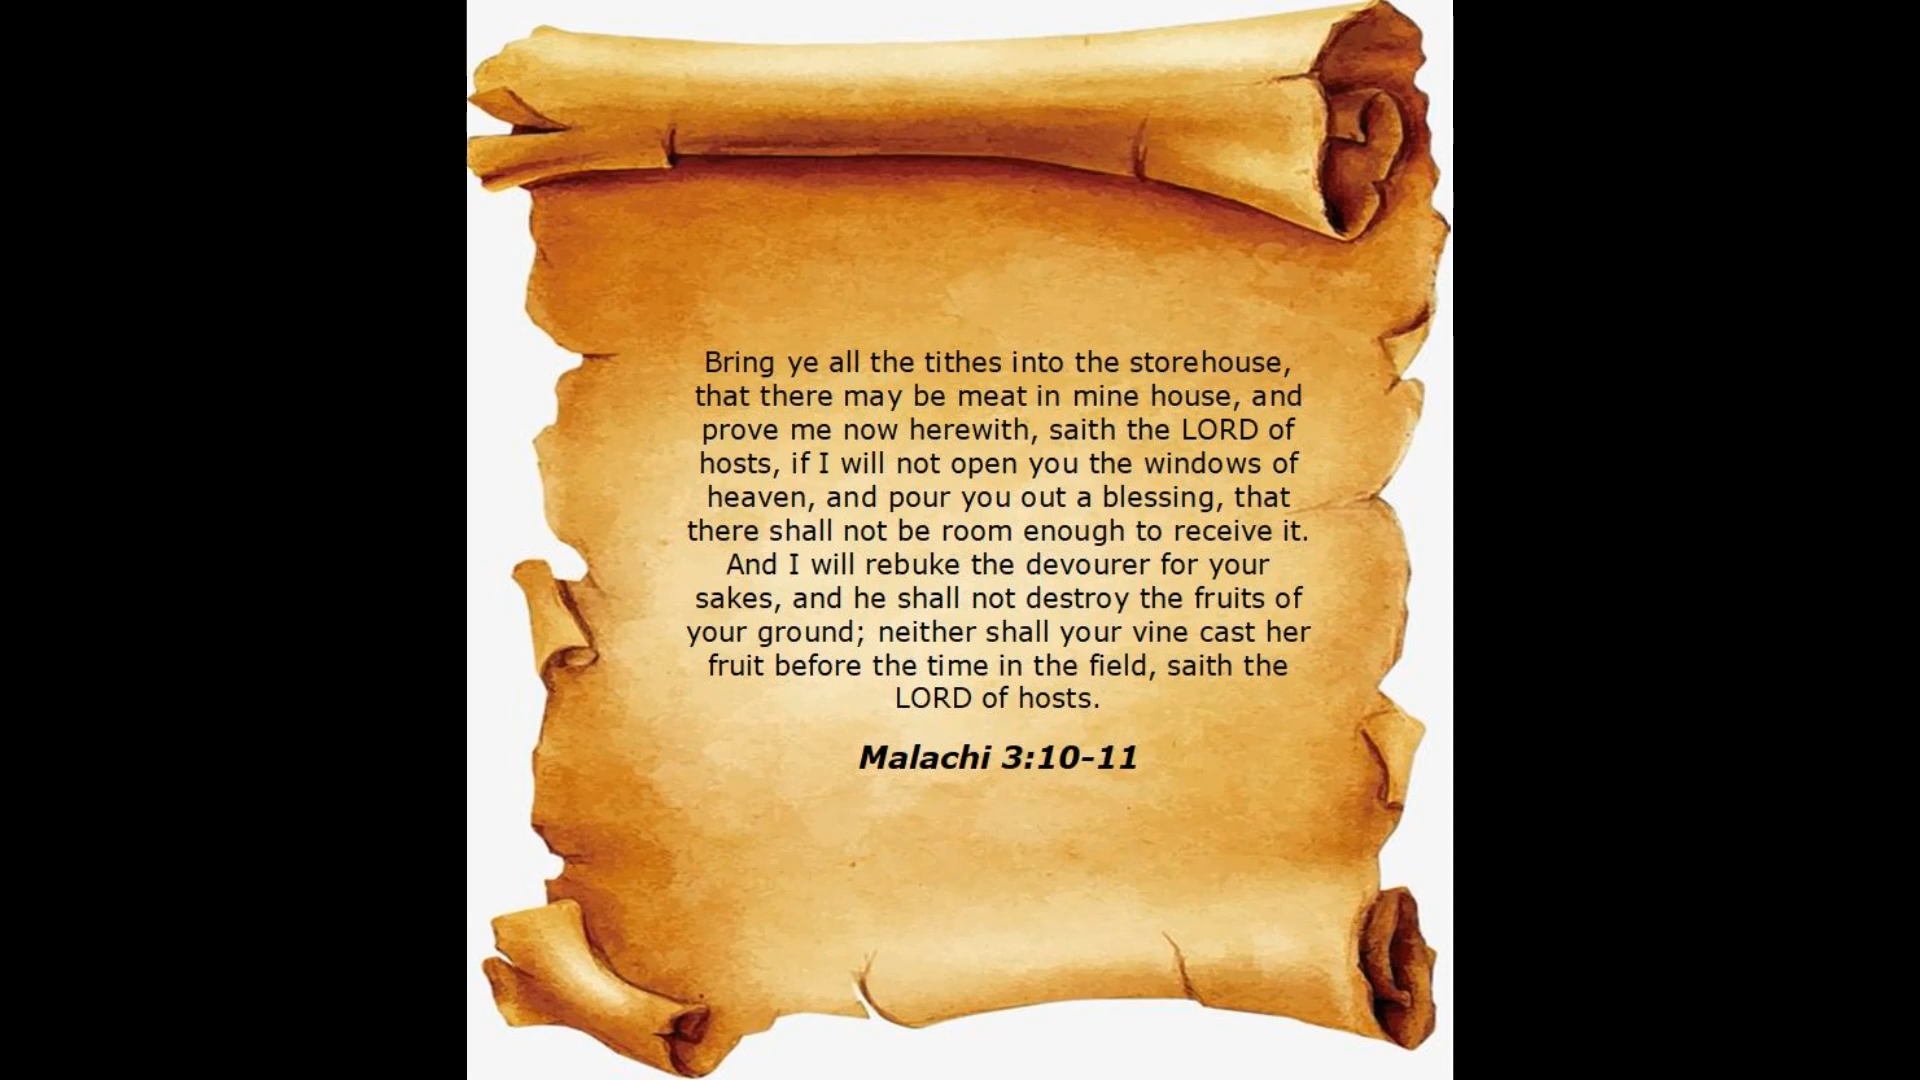 Bring ye all the tithes into the storehouse,
that there may be meat in mine house, and
prove me now herewith, saith the LORD of
hosts, if I will not open you the windows of
heaven, and pour you out a blessing, that
there shall not be room enough to receive it.
And I will rebuke the devourer for your
sakes, and he shall not destroy the fruits of
your ground; neither shall your vine cast her
fruit before the time in the field, saith the
LORD of hosts.
Malachi 3:10-11